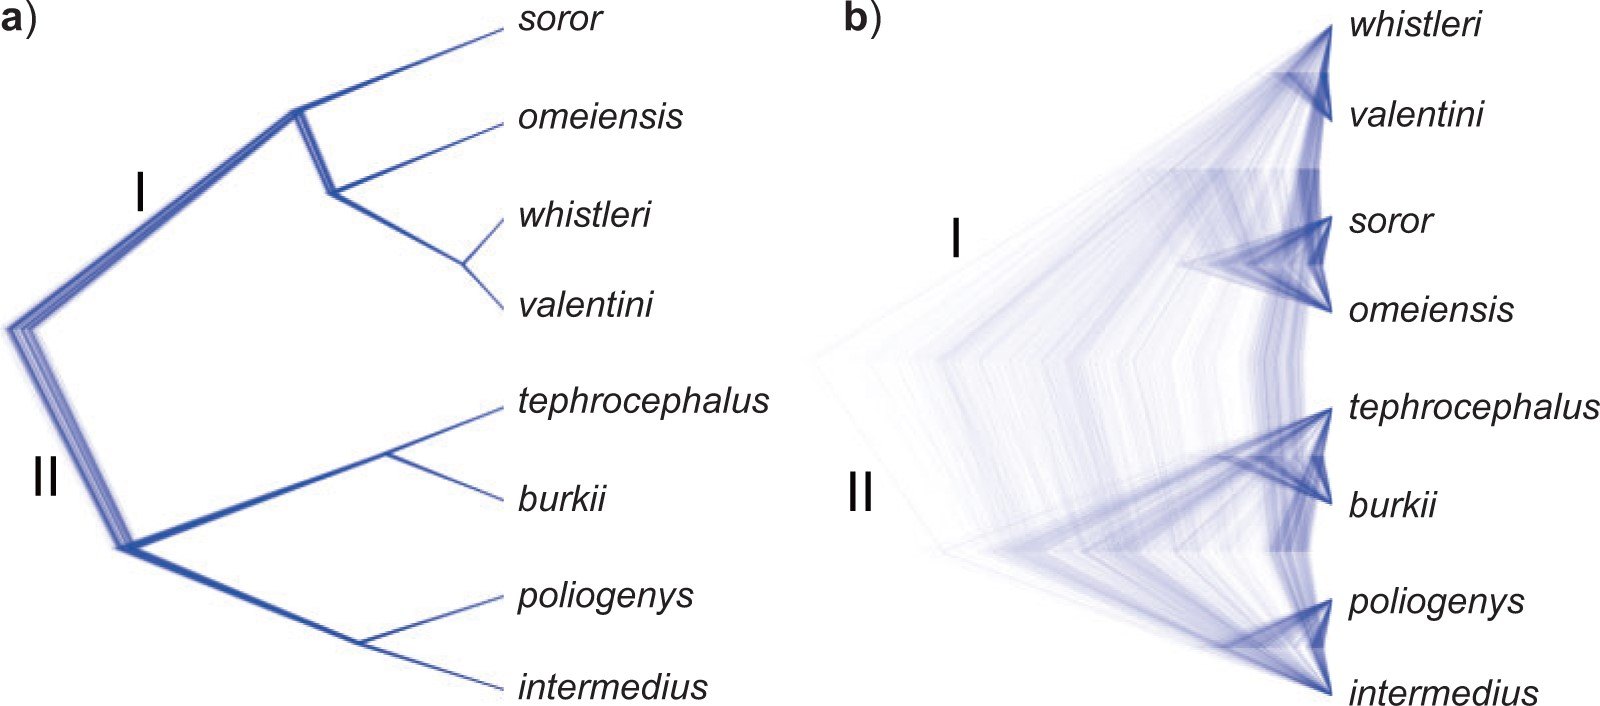 a)
soror
omeiensis
I
whistleri
valentini
tephrocephalus
II
burkii
poliogenys
intermedius
b)
whistleri
valentini
I
soror
omeiensis
tephrocephalus
II
burkii
poliogenys
intermedius